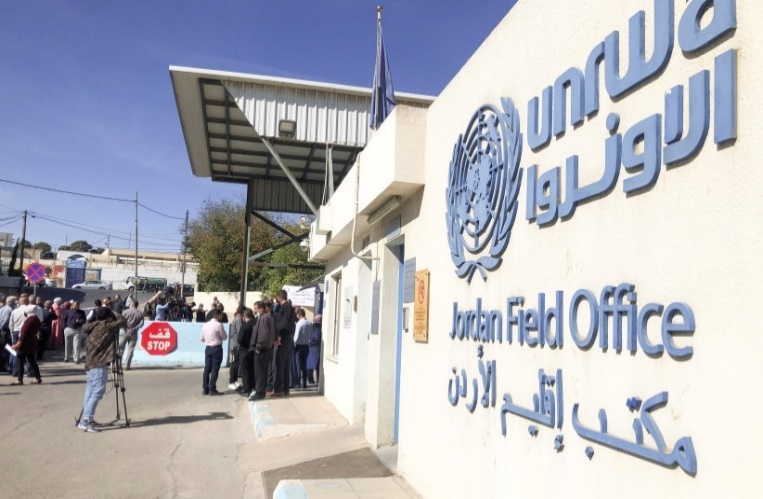 unrwa
الاونروا
Jordan Field Office
مكتب إقليم الأردن
قف
STOP